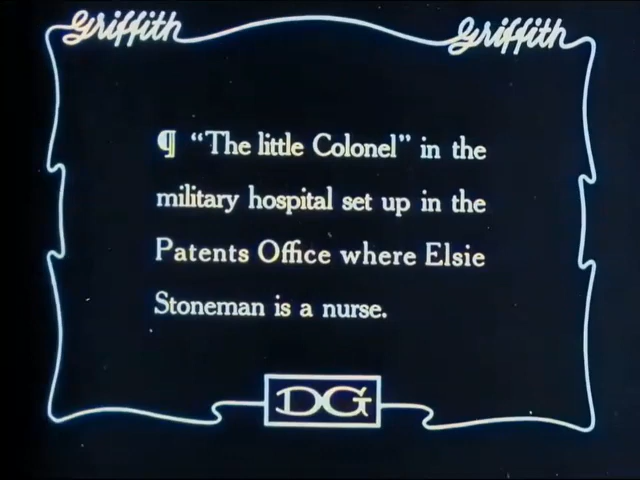 Griffith Griffith
¶ "The little Colonel" in the
military hospital set up in the
Patents Office where Elsie
Stoneman is a nurse.
DG